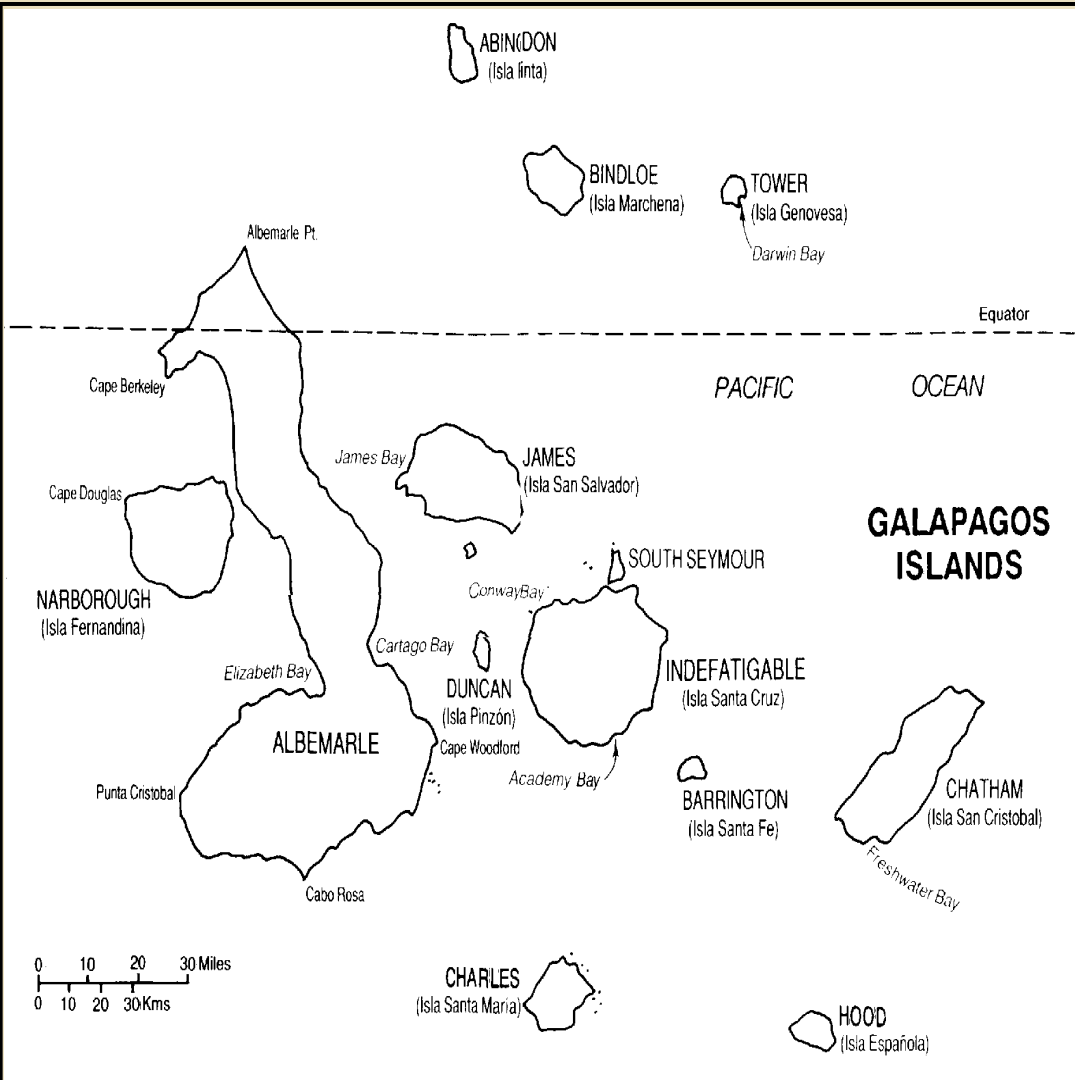 ABINGDON
(Isla Iinta)
BINDLOE
(Isla Marchena)
TOWER
(Isla Genovesa)
Darwin Bay
Albemarle Pt.
Equator
Cape Berkeley
PACIFIC OCEAN
James Bay
JAMES
(Isla San Salvador)
Cape Douglas
GALAPAGOS
ISLANDS
SOUTH SEYMOUR
ConwayBay
NARBOROUGH
(Isla Fernandina)
Cartago Bay
Elizabeth Bay
DUNCAN
(Isla Pinzón)
INDEFATIGABLE
(Isla Santa Cruz)
ALBEMARLE
Cape Woodford
Academy Bay
Punta Cristobal
BARRINGTON
(Isla Santa Fe)
CHATHAM
(Isla San Cristobal)
Freshwater Bay
Cabo Rosa
0 10 20 30 Miles
0 10 20 30 Kms
CHARLES
(Isla Santa Maria)
HOOD
(Isla Española)